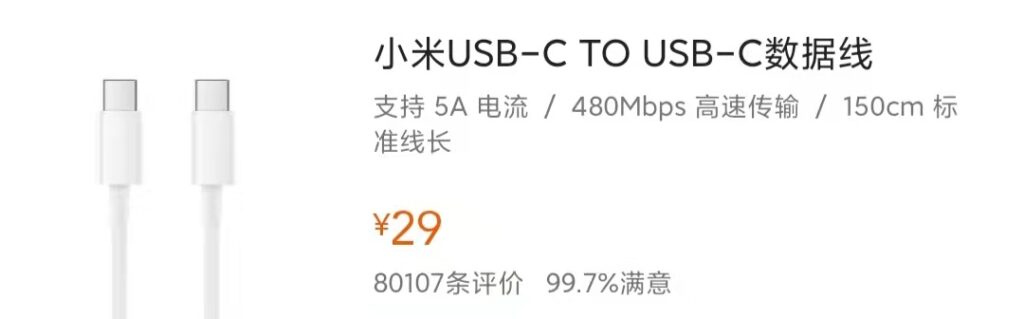 小米USB-C TO USB-C数据线
支持 5A 电流 / 480Mbps 高速传输 / 150cm 标
准线长
¥29
80107条评价 99.7%满意